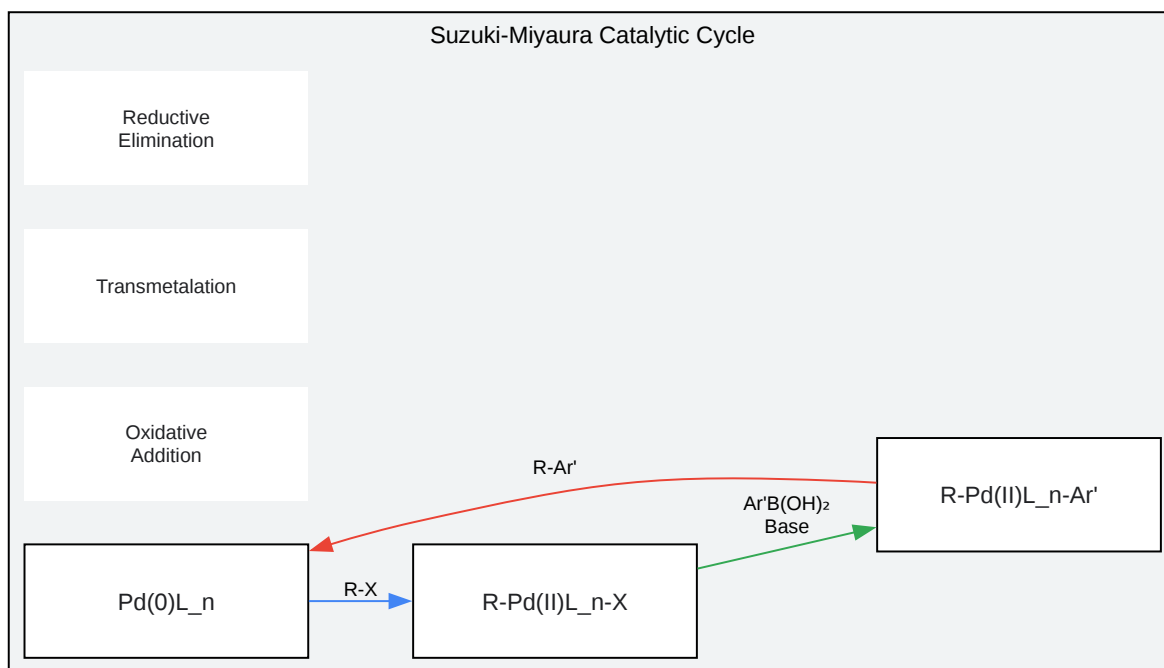 Suzuki-Miyaura Catalytic Cycle
Reductive
Elimination
Transmetalation
Oxidative
Addition
R-Ar'
Ar'B(OH)₂
Base
R-Pd(II)L_n-Ar'
Pd(0)L_n
R-X
R-Pd(II)L_n-X